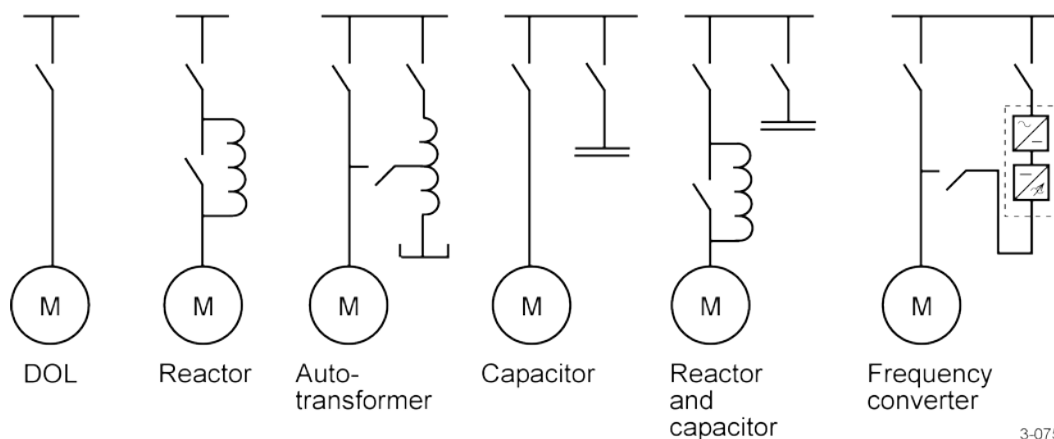 M
M
M
M
M
M
DOL
Reactor
Auto-
transformer
Capacitor
Reactor
and
capacitor
Frequency
converter